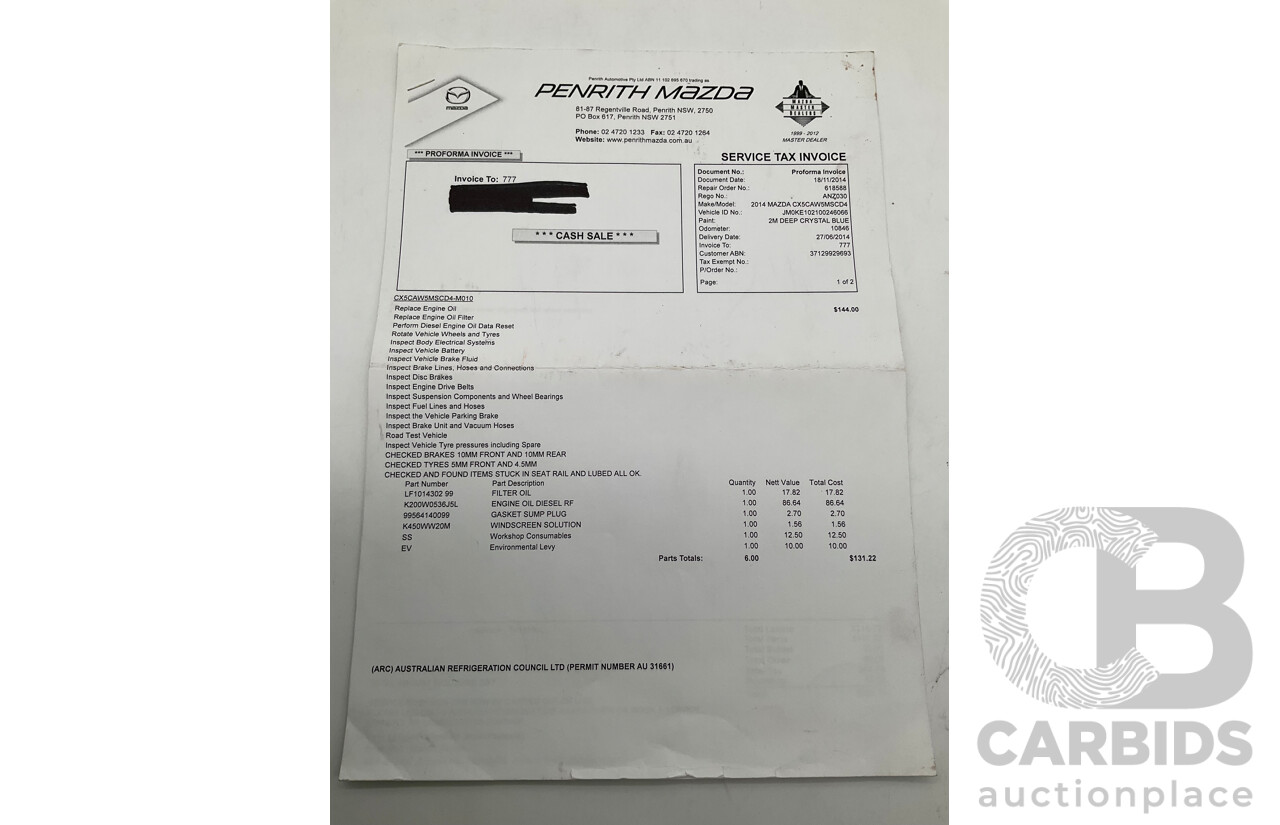 Penrith Automotive Pty Ltd ABN 11 102 695 670 trading as
PENRITH MAZDA
81-87 Regentville Road, Penrith NSW, 2750
PO Box 617, Penrith NSW 2751
Phone: 02 4720 1233 Fax: 02 4720 1264
Website: www.penrithmazda.com.au
mazda
MAZDA
MASTER
DEALERS
1999 - 2012
MASTER DEALER
*** PROFORMA INVOICE ***
SERVICE TAX INVOICE
Invoice To: 777
* * * CASH SALE * * *
Document No.: Proforma Invoice
Document Date: 18/11/2014
Repair Order No.: 618588
Rego No.: ANZ030
Make/Model: 2014 MAZDA CX5CAW5MSCD4
Vehicle ID No.: JM0KE102100246066
Paint: 2M DEEP CRYSTAL BLUE
Odometer: 10846
Delivery Date: 27/06/2014
Invoice To: 777
Customer ABN: 37129929693
Tax Exempt No.:
P/Order No.:
Page: 1 of 2
CX5CAW5MSCD4-M010
Replace Engine Oil $144.00
Replace Engine Oil Filter
Perform Diesel Engine Oil Data Reset
Rotate Vehicle Wheels and Tyres
Inspect Body Electrical Systems
Inspect Vehicle Battery
Inspect Vehicle Brake Fluid
Inspect Brake Lines, Hoses and Connections
Inspect Disc Brakes
Inspect Engine Drive Belts
Inspect Suspension Components and Wheel Bearings
Inspect Fuel Lines and Hoses
Inspect the Vehicle Parking Brake
Inspect Brake Unit and Vacuum Hoses
Road Test Vehicle
Inspect Vehicle Tyre pressures including Spare
CHECKED BRAKES 10MM FRONT AND 10MM REAR
CHECKED TYRES 5MM FRONT AND 4.5MM
CHECKED AND FOUND ITEMS STUCK IN SEAT RAIL AND LUBED ALL OK.
Part Number Part Description Quantity Nett Value Total Cost
LF1014302 99 FILTER OIL 1.00 17.82 17.82
K200W0536J5L ENGINE OIL DIESEL RF 1.00 86.64 86.64
99564140099 GASKET SUMP PLUG 1.00 2.70 2.70
K450WW20M WINDSCREEN SOLUTION 1.00 1.56 1.56
SS Workshop Consumables 1.00 12.50 12.50
EV Environmental Levy 1.00 10.00 10.00
Parts Totals: 6.00 $131.22
(ARC) AUSTRALIAN REFRIGERATION COUNCIL LTD (PERMIT NUMBER AU 31661)
CB
CARBIDS
auctionplace